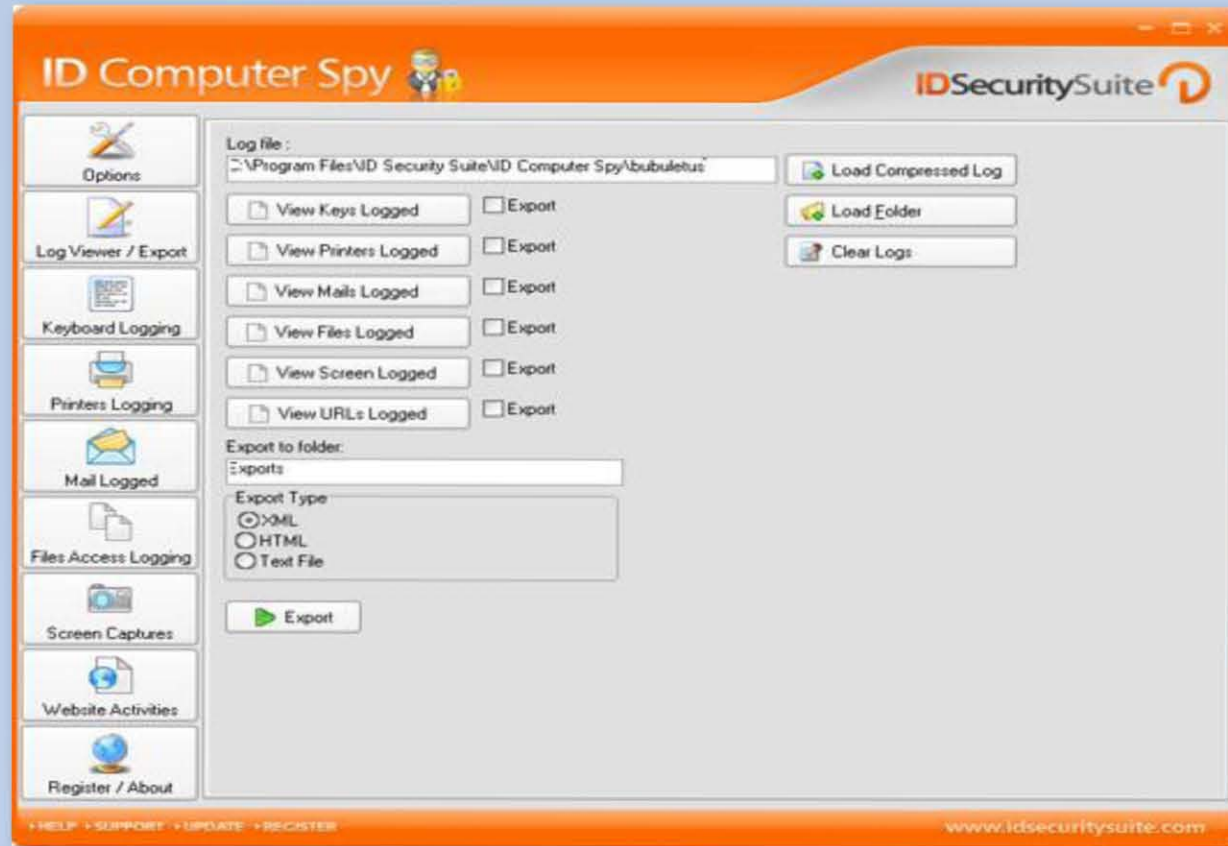 ID Computer Spy
IDSecuritySuite
Options
Log Viewer / Export
Keyboard Logging
Printers Logging
Mail Logged
Files Access Logging
Screen Captures
Website Activities
Register / About
Log file :
:\Program Files\ID Security Suite\ID Computer Spy\bubuletus
Load Compressed Log
View Keys Logged
Export
Load Folder
View Printers Logged
Export
Clear Logs
View Mails Logged
Export
View Files Logged
Export
View Screen Logged
Export
View URLs Logged
Export
Export to folder:
Exports
Export Type
XML
HTML
Text File
Export
HELP
SUPPORT
UPDATE
REGISTER
www.idsecuritysuite.com